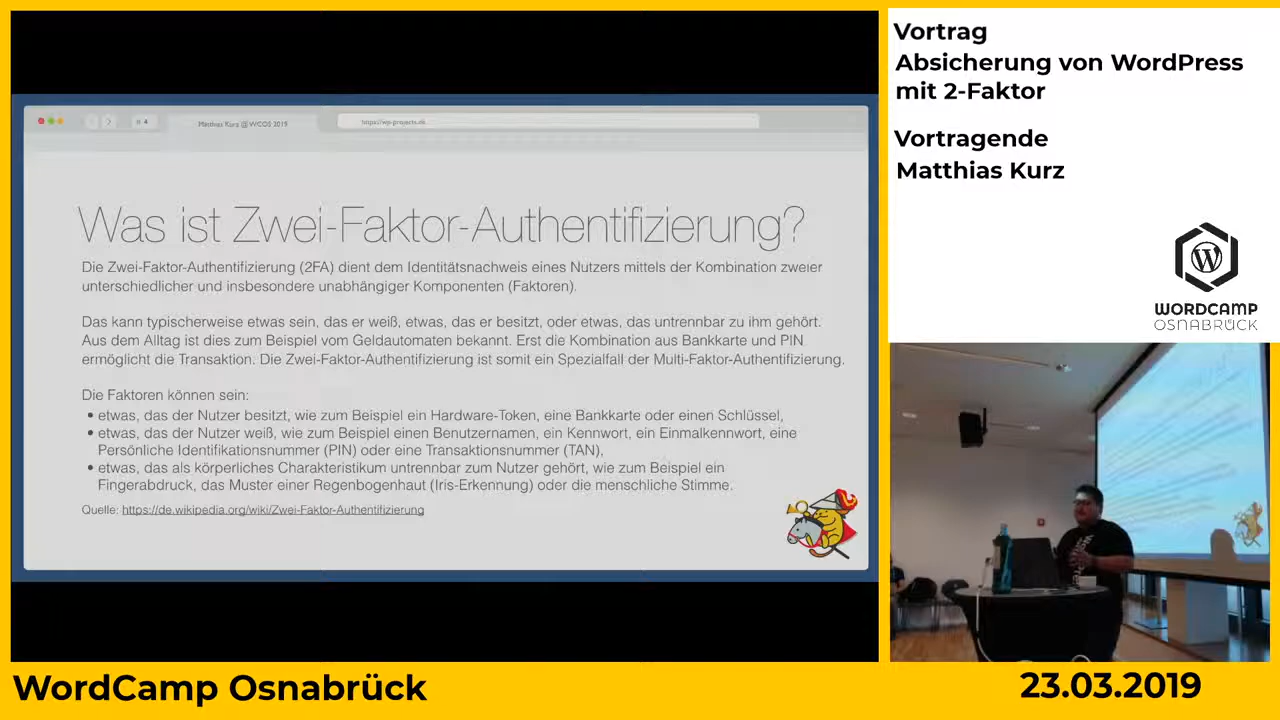 Matthias Kurz @ WCOS 2019
Was ist Zwei-Faktor-Authentifizierung?
Die Zwei-Faktor-Authentifizierung (2FA) dient dem Identitätsnachweis eines Nutzers mittels der Kombination zweier
unterschiedlicher und insbesondere unabhängiger Komponenten (Faktoren).
Das kann typischerweise etwas sein, das er weiß, etwas, das er besitzt, oder etwas, das untrennbar zu ihm gehört.
Aus dem Alltag ist dies zum Beispiel vom Geldautomaten bekannt. Erst die Kombination aus Bankkarte und PIN
ermöglicht die Transaktion. Die Zwei-Faktor-Authentifizierung ist somit ein Spezialfall der Multi-Faktor-Authentifizierung.
Die Faktoren können sein:
• etwas, das der Nutzer besitzt, wie zum Beispiel ein Hardware-Token, eine Bankkarte oder einen Schlüssel,
• etwas, das der Nutzer weiß, wie zum Beispiel einen Benutzernamen, ein Kennwort, ein Einmalkennwort, eine
Persönliche Identifikationsnummer (PIN) oder eine Transaktionsnummer (TAN),
• etwas, das als körperliches Charakteristikum untrennbar zum Nutzer gehört, wie zum Beispiel ein
Fingerabdruck, das Muster einer Regenbogenhaut (Iris-Erkennung) oder die menschliche Stimme.
Quelle: https://de.wikipedia.org/wiki/Zwei-Faktor-Authentifizierung
Vortrag
Absicherung von WordPress
mit 2-Faktor
Vortragende
Matthias Kurz
WORDCAMP
OSNABRÜCK
WordCamp Osnabrück
23.03.2019